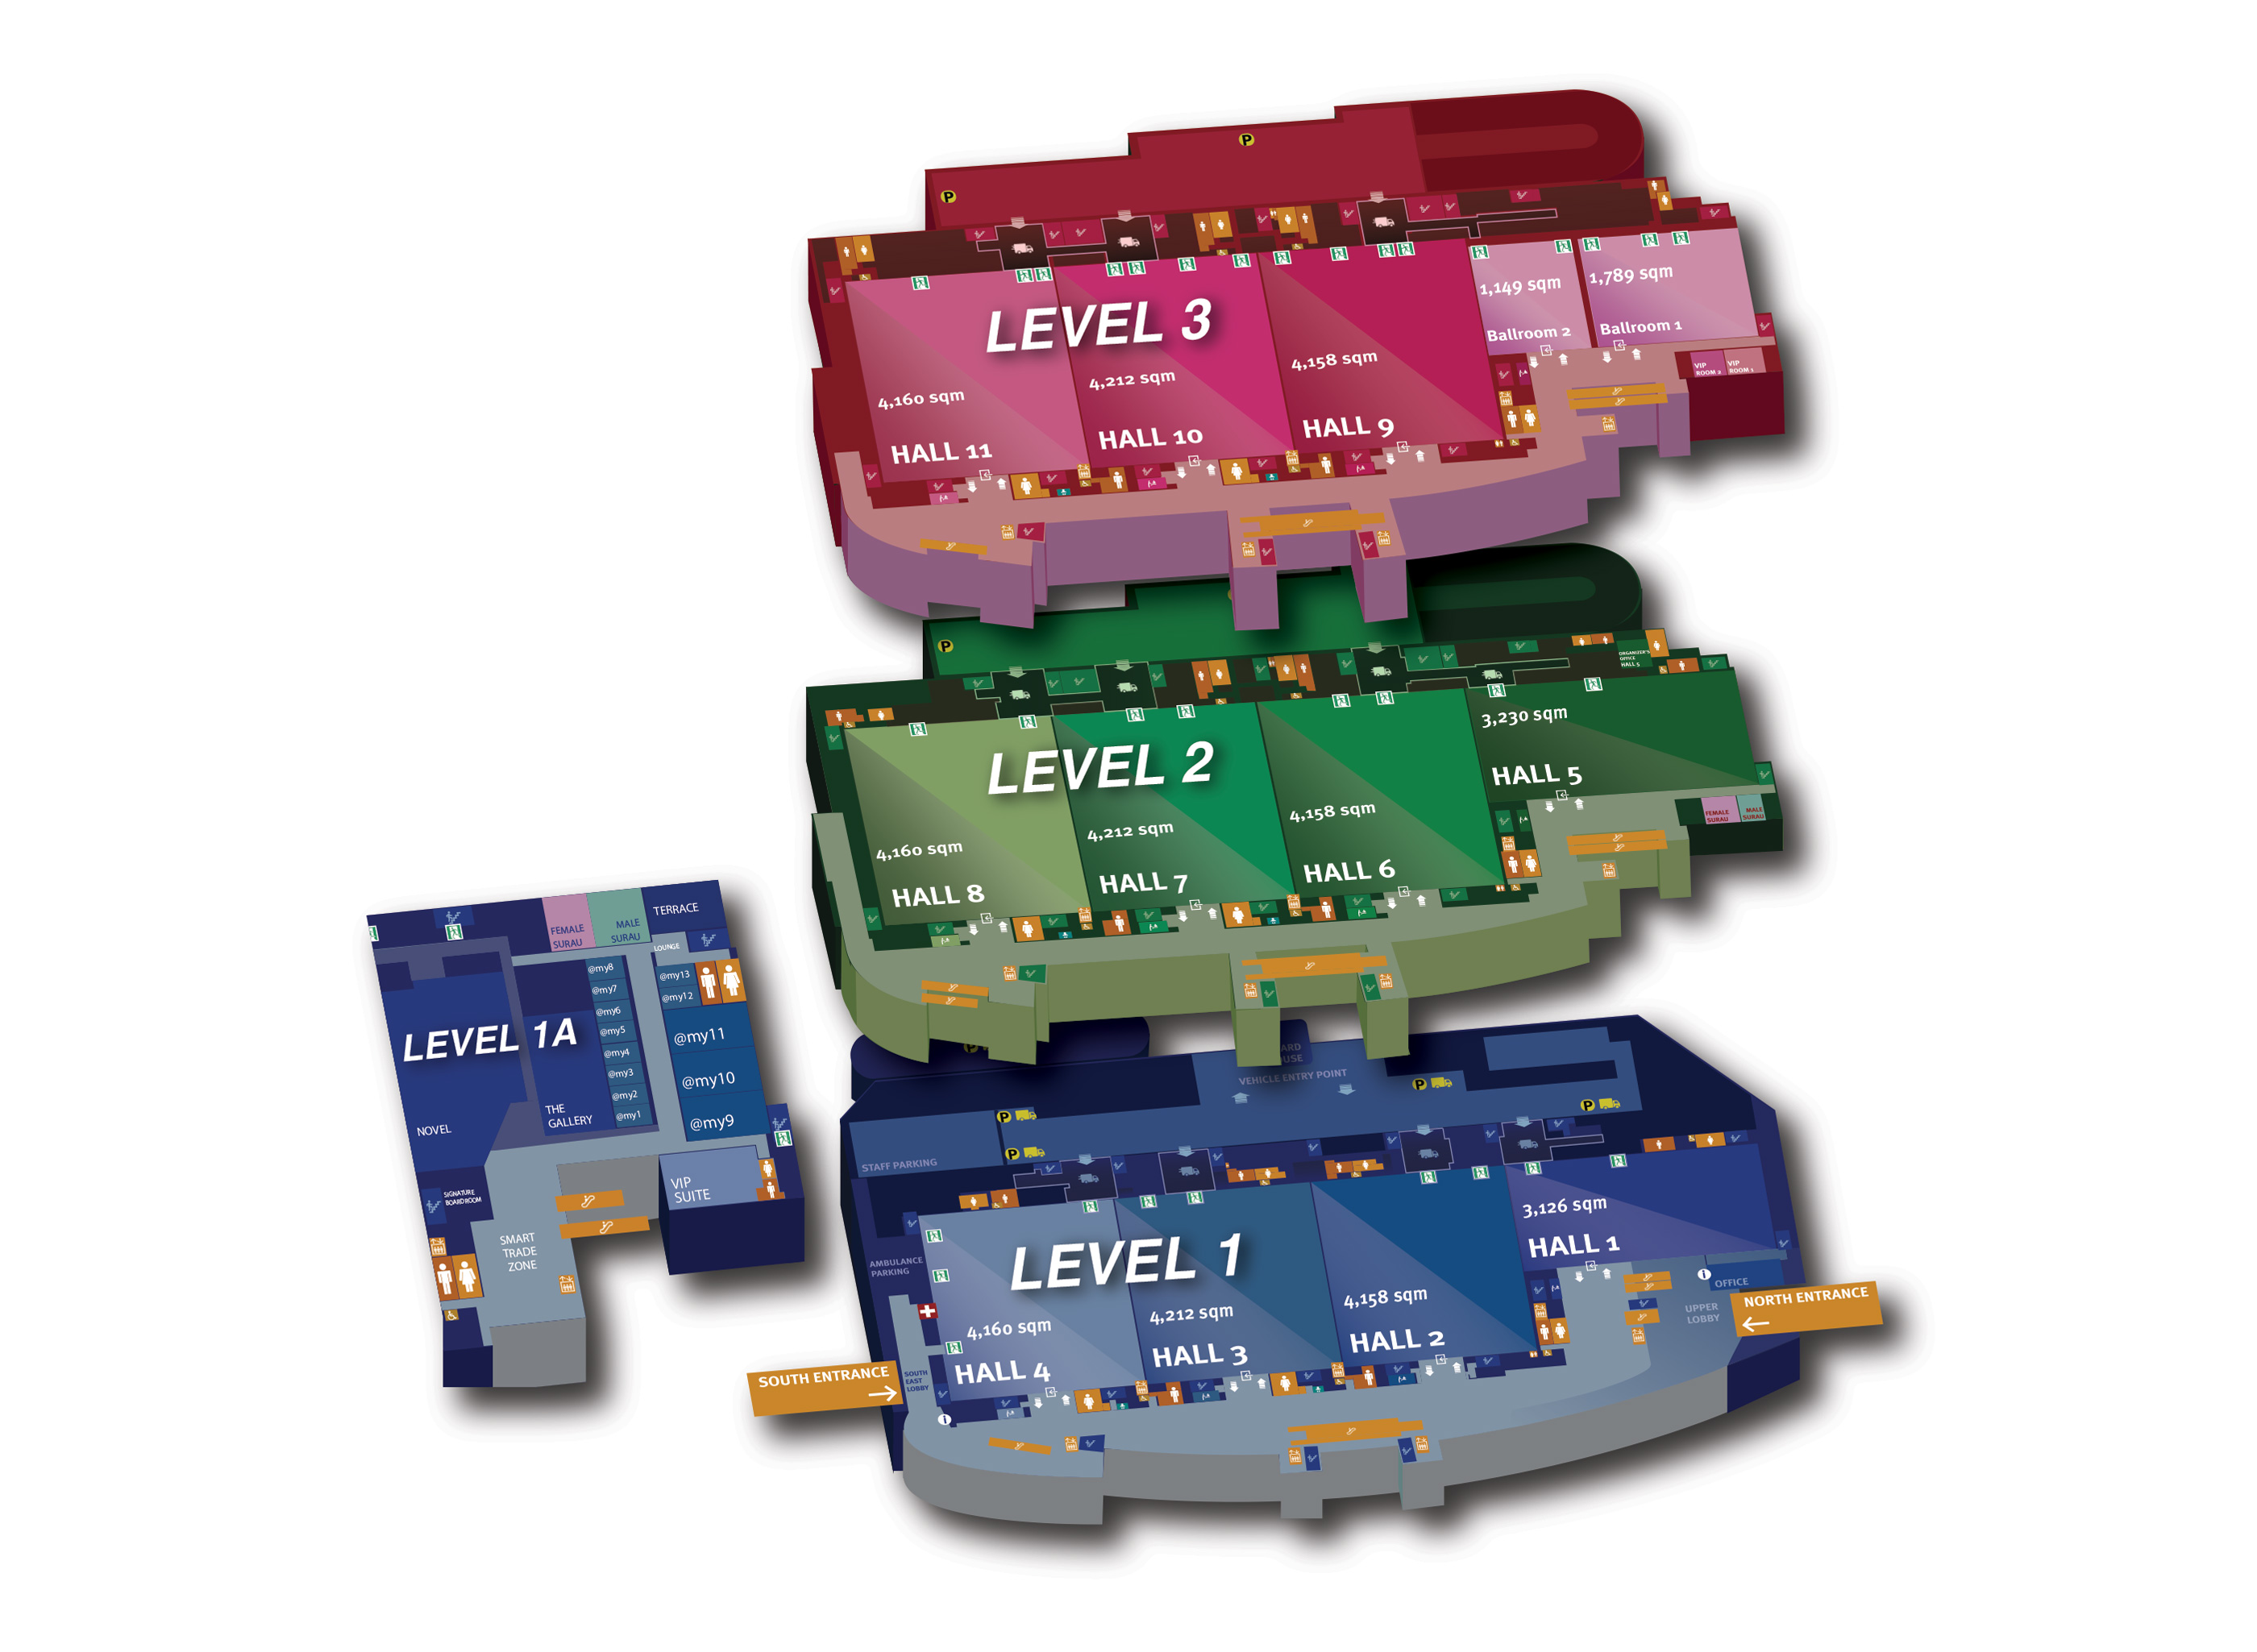 P
P
1,149 sqm
1,789 sqm
Ballroom 2
Ballroom 1
LEVEL 3
4,160 sqm
4,212 sqm
4,158 sqm
HALL 11
HALL 10
HALL 9
VIP
ROOM 2
VIP
ROOM 1
P
ORGANIZER'S
OFFICE
HALL 5
3,230 sqm
HALL 5
LEVEL 2
4,160 sqm
4,212 sqm
4,158 sqm
HALL 8
HALL 7
HALL 6
FEMALE
SURAU
MALE
SURAU
FEMALE
SURAU
MALE
SURAU
TERRACE
LOUNGE
@my8
@my7
@my6
@my5
@my4
@my3
@my2
@my1
@my13
@my12
@my11
@my10
@my9
LEVEL 1A
NOVEL
THE
GALLERY
VIP
SUITE
SIGNATURE
BOARDROOM
SMART
TRADE
ZONE
VEHICLE ENTRY POINT
P
P
P
P
STAFF PARKING
AMBULANCE
PARKING
LEVEL 1
3,126 sqm
HALL 1
4,160 sqm
4,212 sqm
4,158 sqm
HALL 4
HALL 3
HALL 2
i
OFFICE
UPPER
LOBBY
NORTH ENTRANCE
SOUTH ENTRANCE
SOUTH
EAST
LOBBY
i